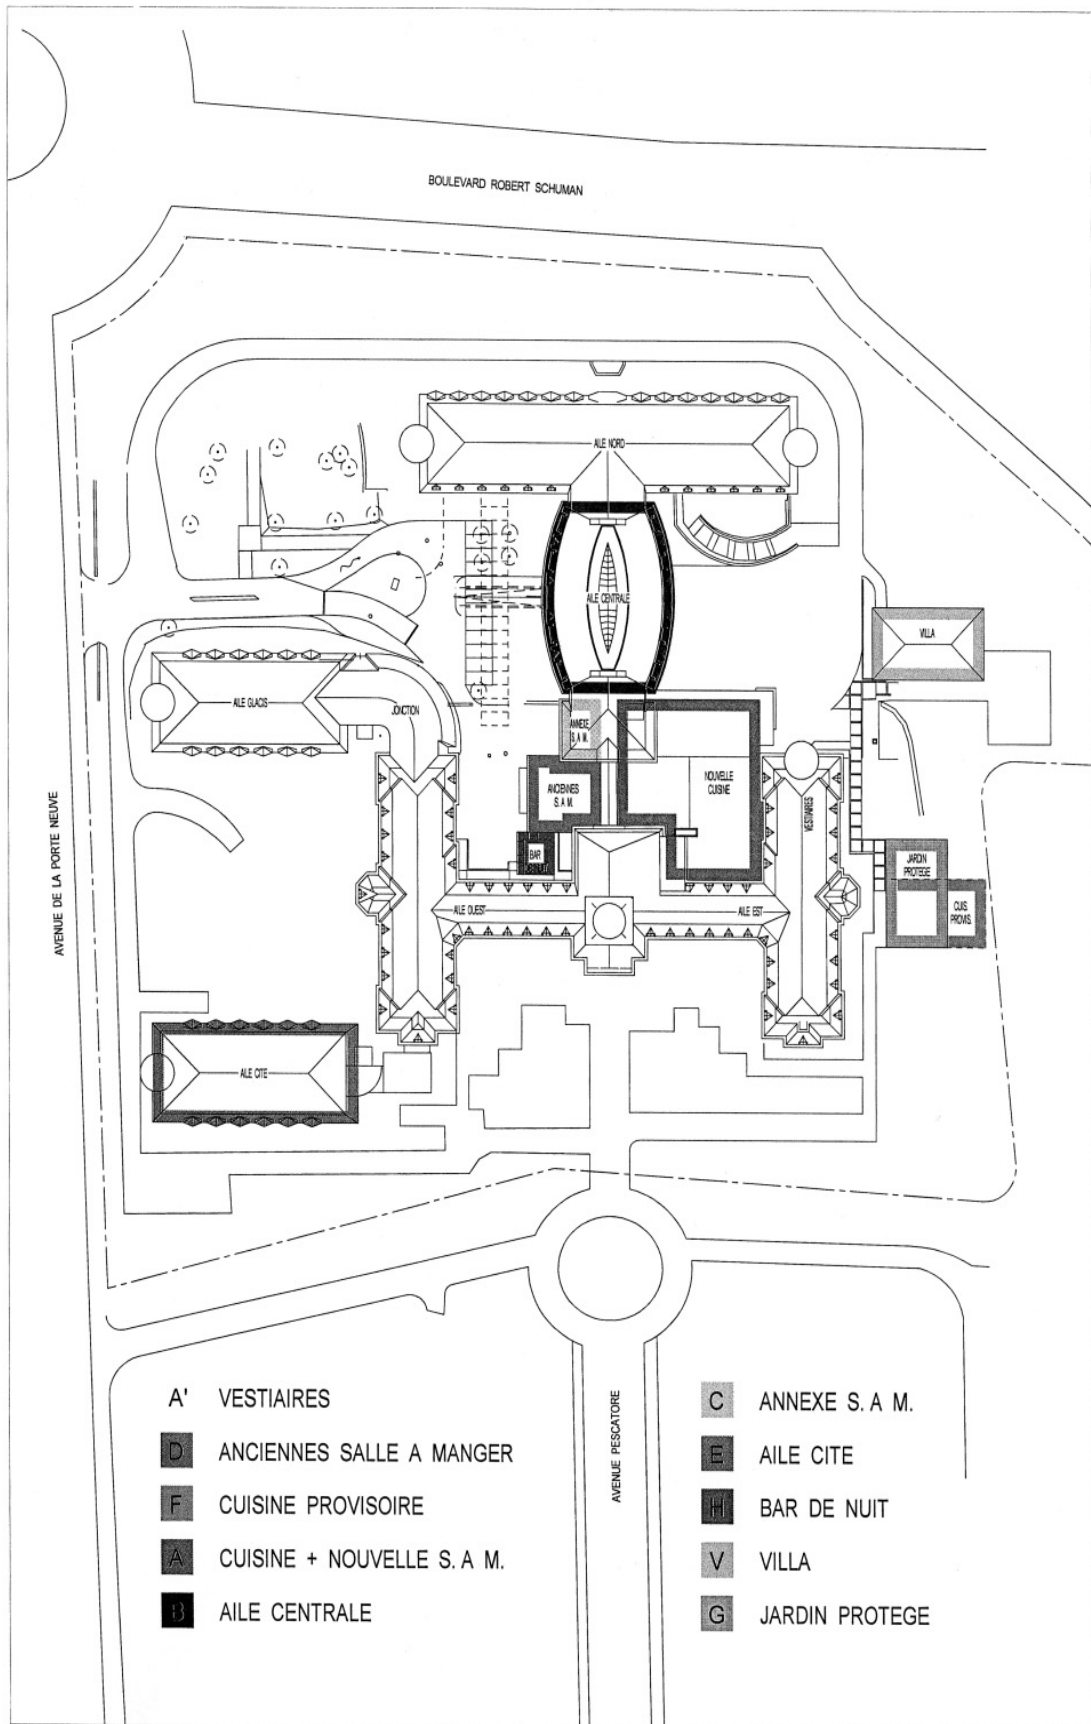 BOULEVARD ROBERT SCHUMAN
AILE NORD
AILE CENTRALE
VILLA
AILE GLACIS
JONCTION
ANNEXE
S.A.M.
NOUVELLE
CUISINE
ANCIENNES
S.A.M.
VESTIAIRES
BAR
JARDIN
PROTEGE
CUIS.
PROVIS.
AILE OUEST
AILE EST
AVENUE DE LA PORTE NEUVE
AILE CITE
AVENUE PESCATORE
A' VESTIAIRES
D ANCIENNES SALLE A MANGER
F CUISINE PROVISOIRE
A CUISINE + NOUVELLE S. A M.
B AILE CENTRALE
C ANNEXE S. A M.
E AILE CITE
H BAR DE NUIT
V VILLA
G JARDIN PROTEGE